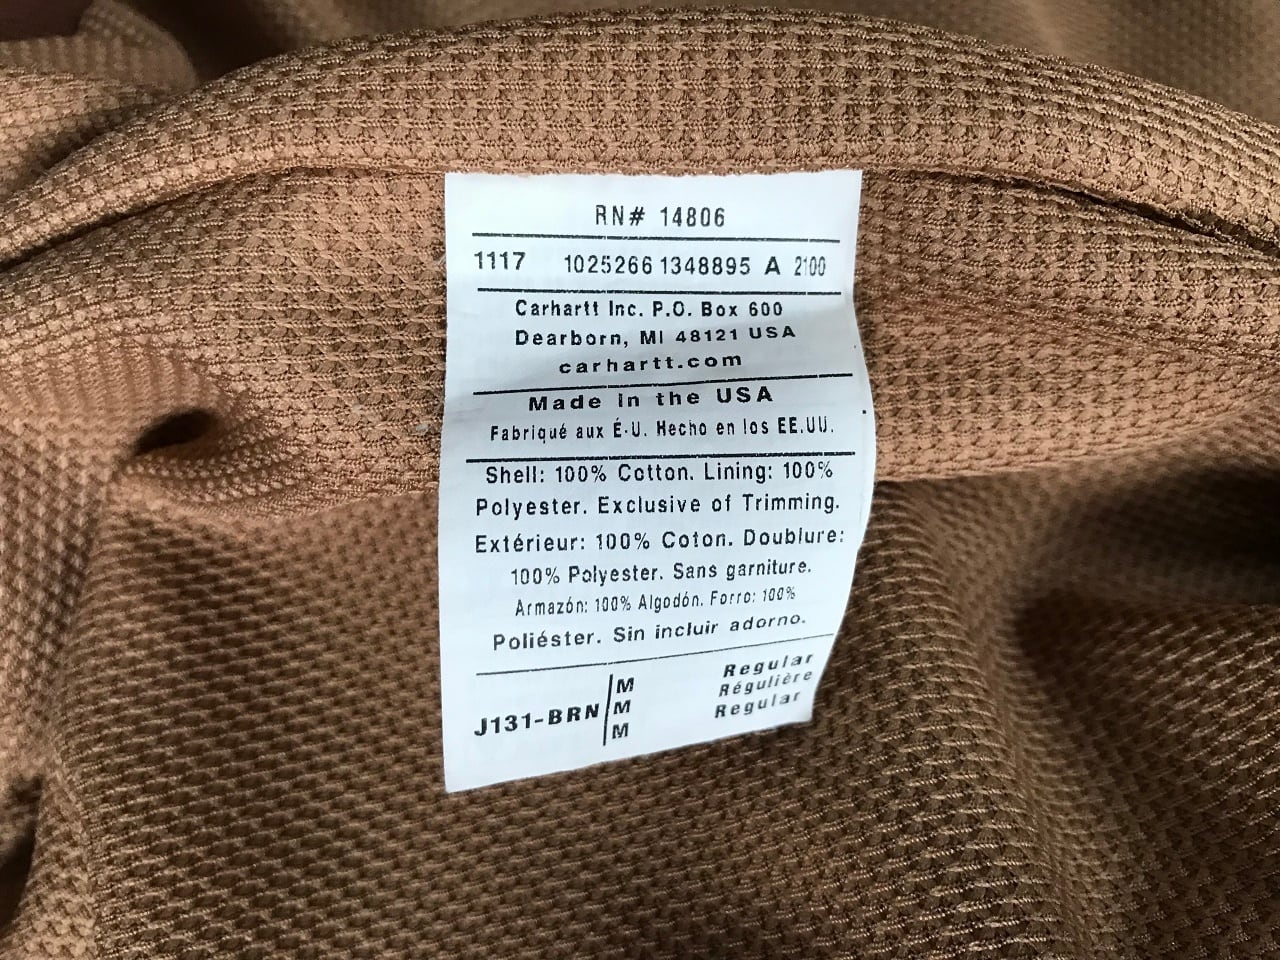 RN# 14806
1117 1025266 1348895 A 2100
Carhartt Inc. P.O. Box 600
Dearborn, MI 48121 USA
carhartt.com
Made in the USA
Fabriqué aux É-U. Hecho en los EE.UU.
Shell: 100% Cotton. Lining: 100%
Polyester. Exclusive of Trimming.
Extérieur: 100% Coton. Doublure:
100% Polyester. Sans garniture.
Armazón: 100% Algodón. Forro: 100%
Poliéster. Sin incluir adorno.
M Regular
J131-BRN M Régulière
M Regular